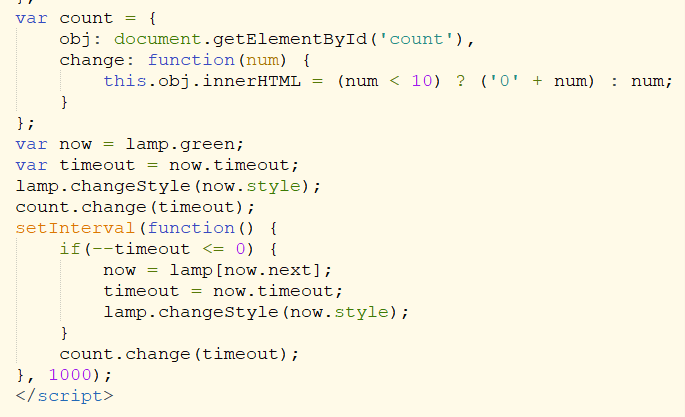 };
var count = {
    obj: document.getElementById('count'),
    change: function(num) {
        this.obj.innerHTML = (num < 10) ? ('0' + num) : num;
    }
};
var now = lamp.green;
var timeout = now.timeout;
lamp.changeStyle(now.style);
count.change(timeout);
setInterval(function() {
    if(--timeout <= 0) {
        now = lamp[now.next];
        timeout = now.timeout;
        lamp.changeStyle(now.style);
    }
    count.change(timeout);
}, 1000);
</script>